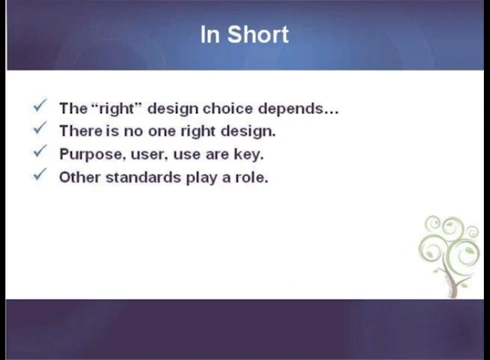 In Short
The “right” design choice depends…
There is no one right design.
Purpose, user, use are key.
Other standards play a role.